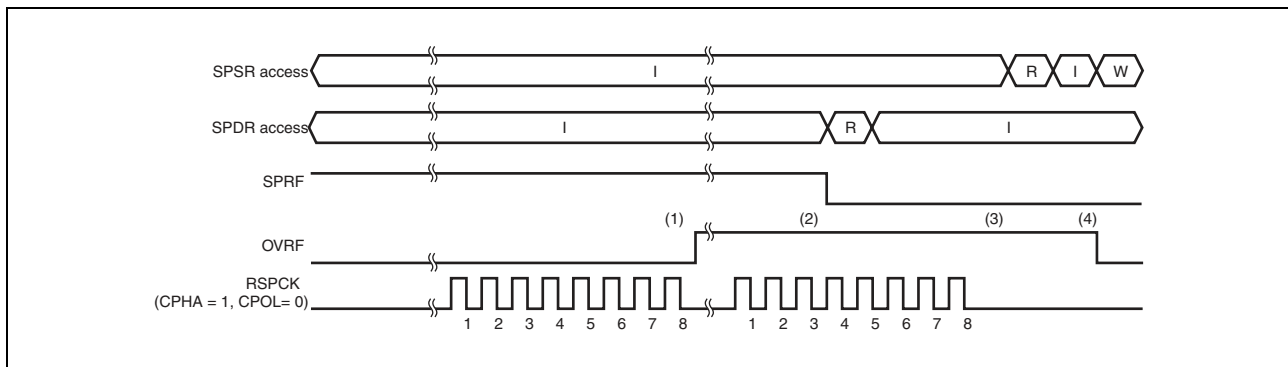 SPSR access I R I W
SPDR access I R I
SPRF
(1) (2) (3) (4)
OVRF
RSPCK
(CPHA = 1, CPOL= 0)
1 2 3 4 5 6 7 8 1 2 3 4 5 6 7 8